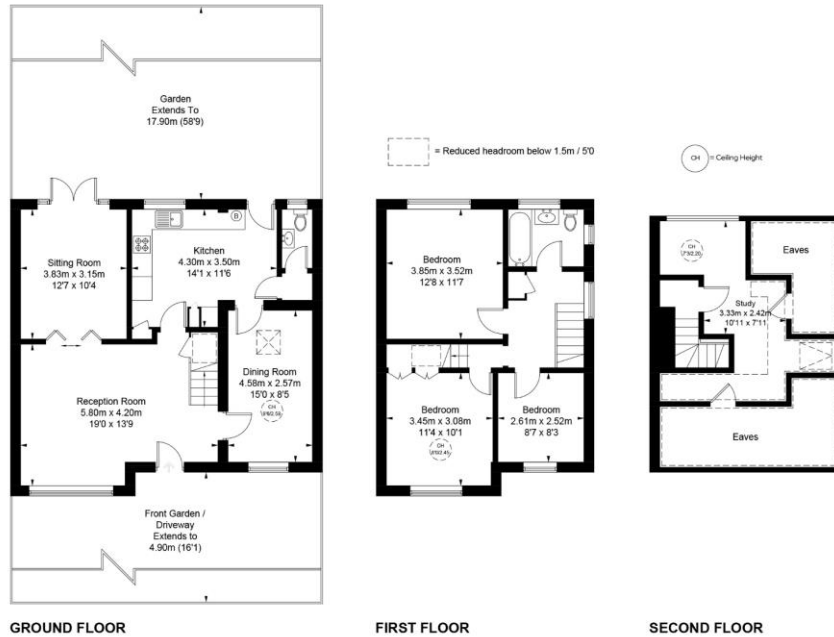 Garden
Extends To
17.90m (58'9)
= Reduced headroom below 1.5m / 5'0
CH
= Ceiling Height
Sitting Room
3.83m x 3.15m
12'7 x 10'4
Kitchen
4.30m x 3.50m
14'1 x 11'6
B
Dining Room
4.58m x 2.57m
15'0 x 8'5
CH
Reception Room
5.80m x 4.20m
19'0 x 13'9
Front Garden /
Driveway
Extends to
4.90m (16'1)
Bedroom
3.85m x 3.52m
12'8 x 11'7
Bedroom
3.45m x 3.08m
11'4 x 10'1
CH
Bedroom
2.61m x 2.52m
8'7 x 8'3
CH
Eaves
Study
3.33m x 2.42m
10'11 x 7'11
Eaves
GROUND FLOOR
FIRST FLOOR
SECOND FLOOR